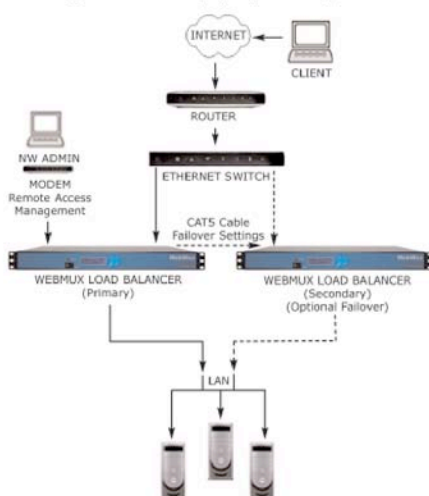 INTERNET
CLIENT
ROUTER
NW ADMIN
MODEM
Remote Access
Management
ETHERNET SWITCH
CAT5 Cable
Failover Settings
WEBMUX LOAD BALANCER
(Primary)
WEBMUX LOAD BALANCER
(Secondary)
(Optional Failover)
LAN